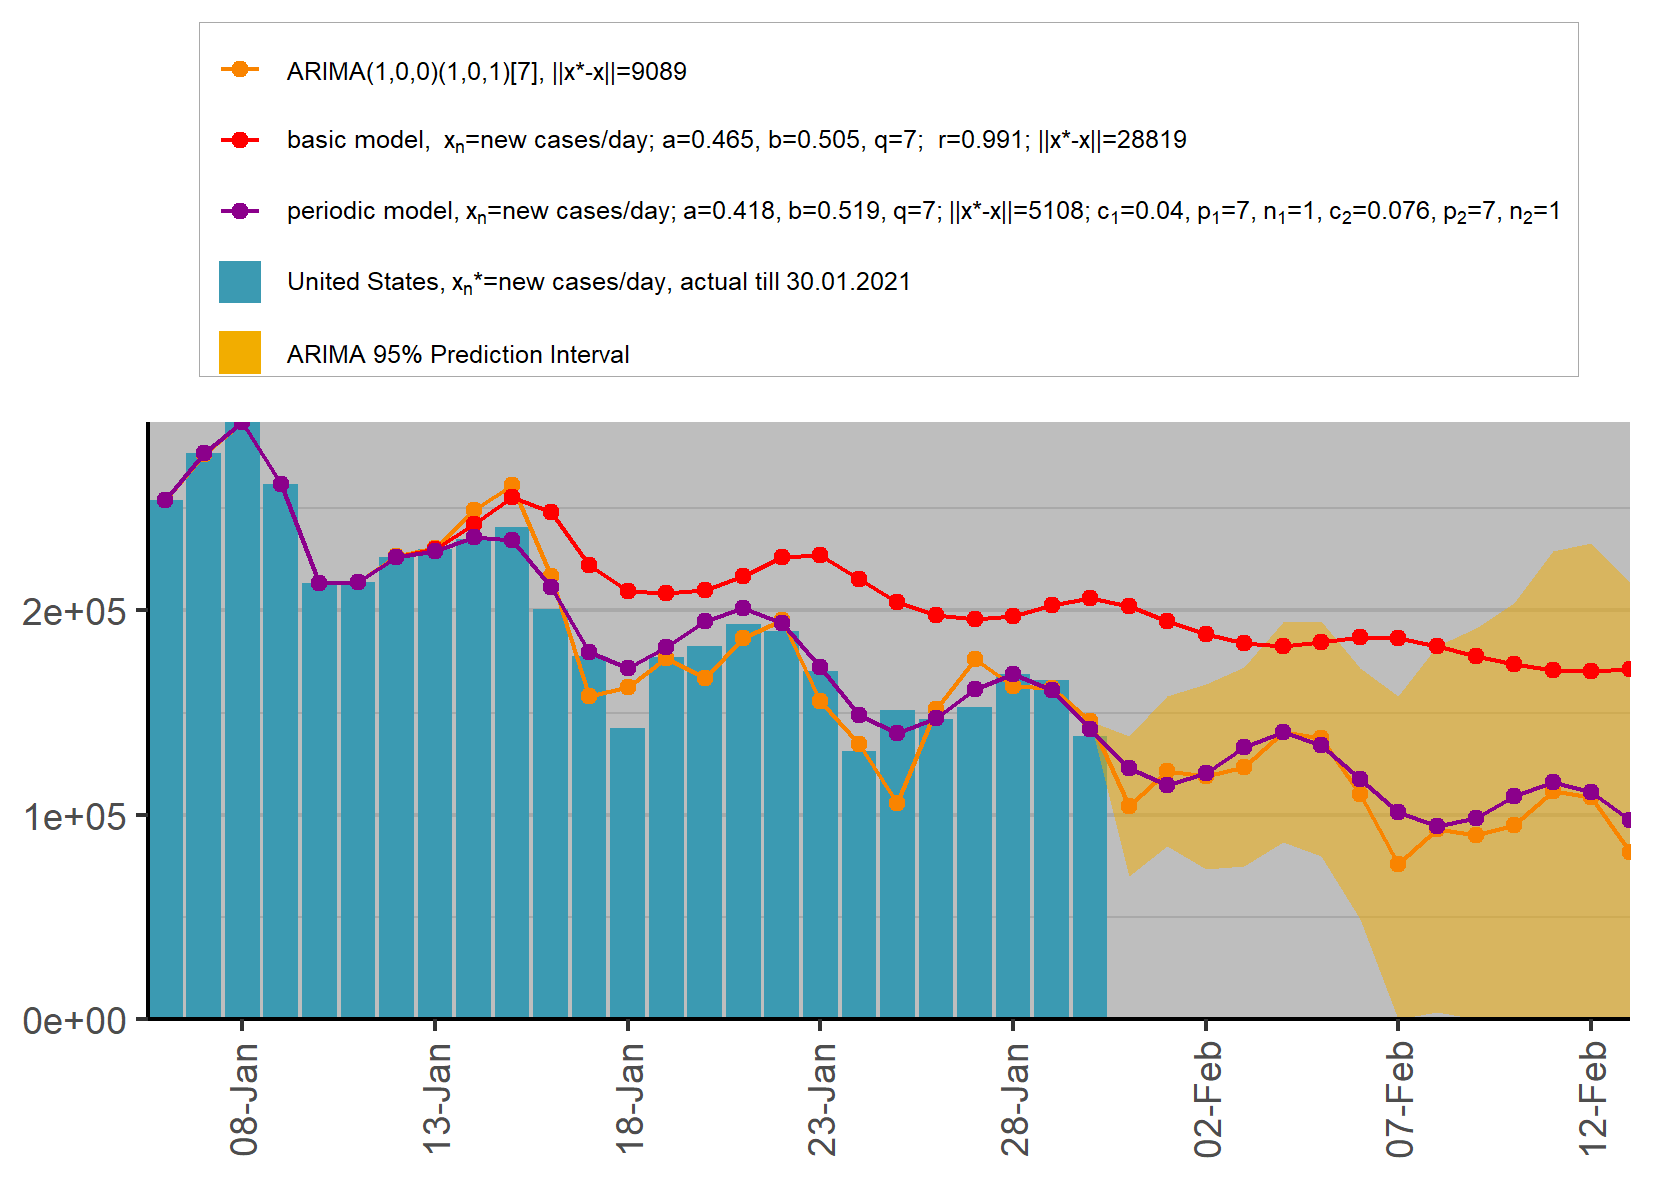 ARIMA(1,0,0)(1,0,1)[7], ||x*-x||=9089
basic model,  xn=new cases/day; a=0.465, b=0.505, q=7;  r=0.991; ||x*-x||=28819
periodic model, xn=new cases/day; a=0.418, b=0.519, q=7; ||x*-x||=5108; c1=0.04, p1=7, n1=1, c2=0.076, p2=7, n2=1
United States, xn*=new cases/day, actual till 30.01.2021
ARIMA 95% Prediction Interval
2e+05
1e+05
0e+00
08-Jan
13-Jan
18-Jan
23-Jan
28-Jan
02-Feb
07-Feb
12-Feb